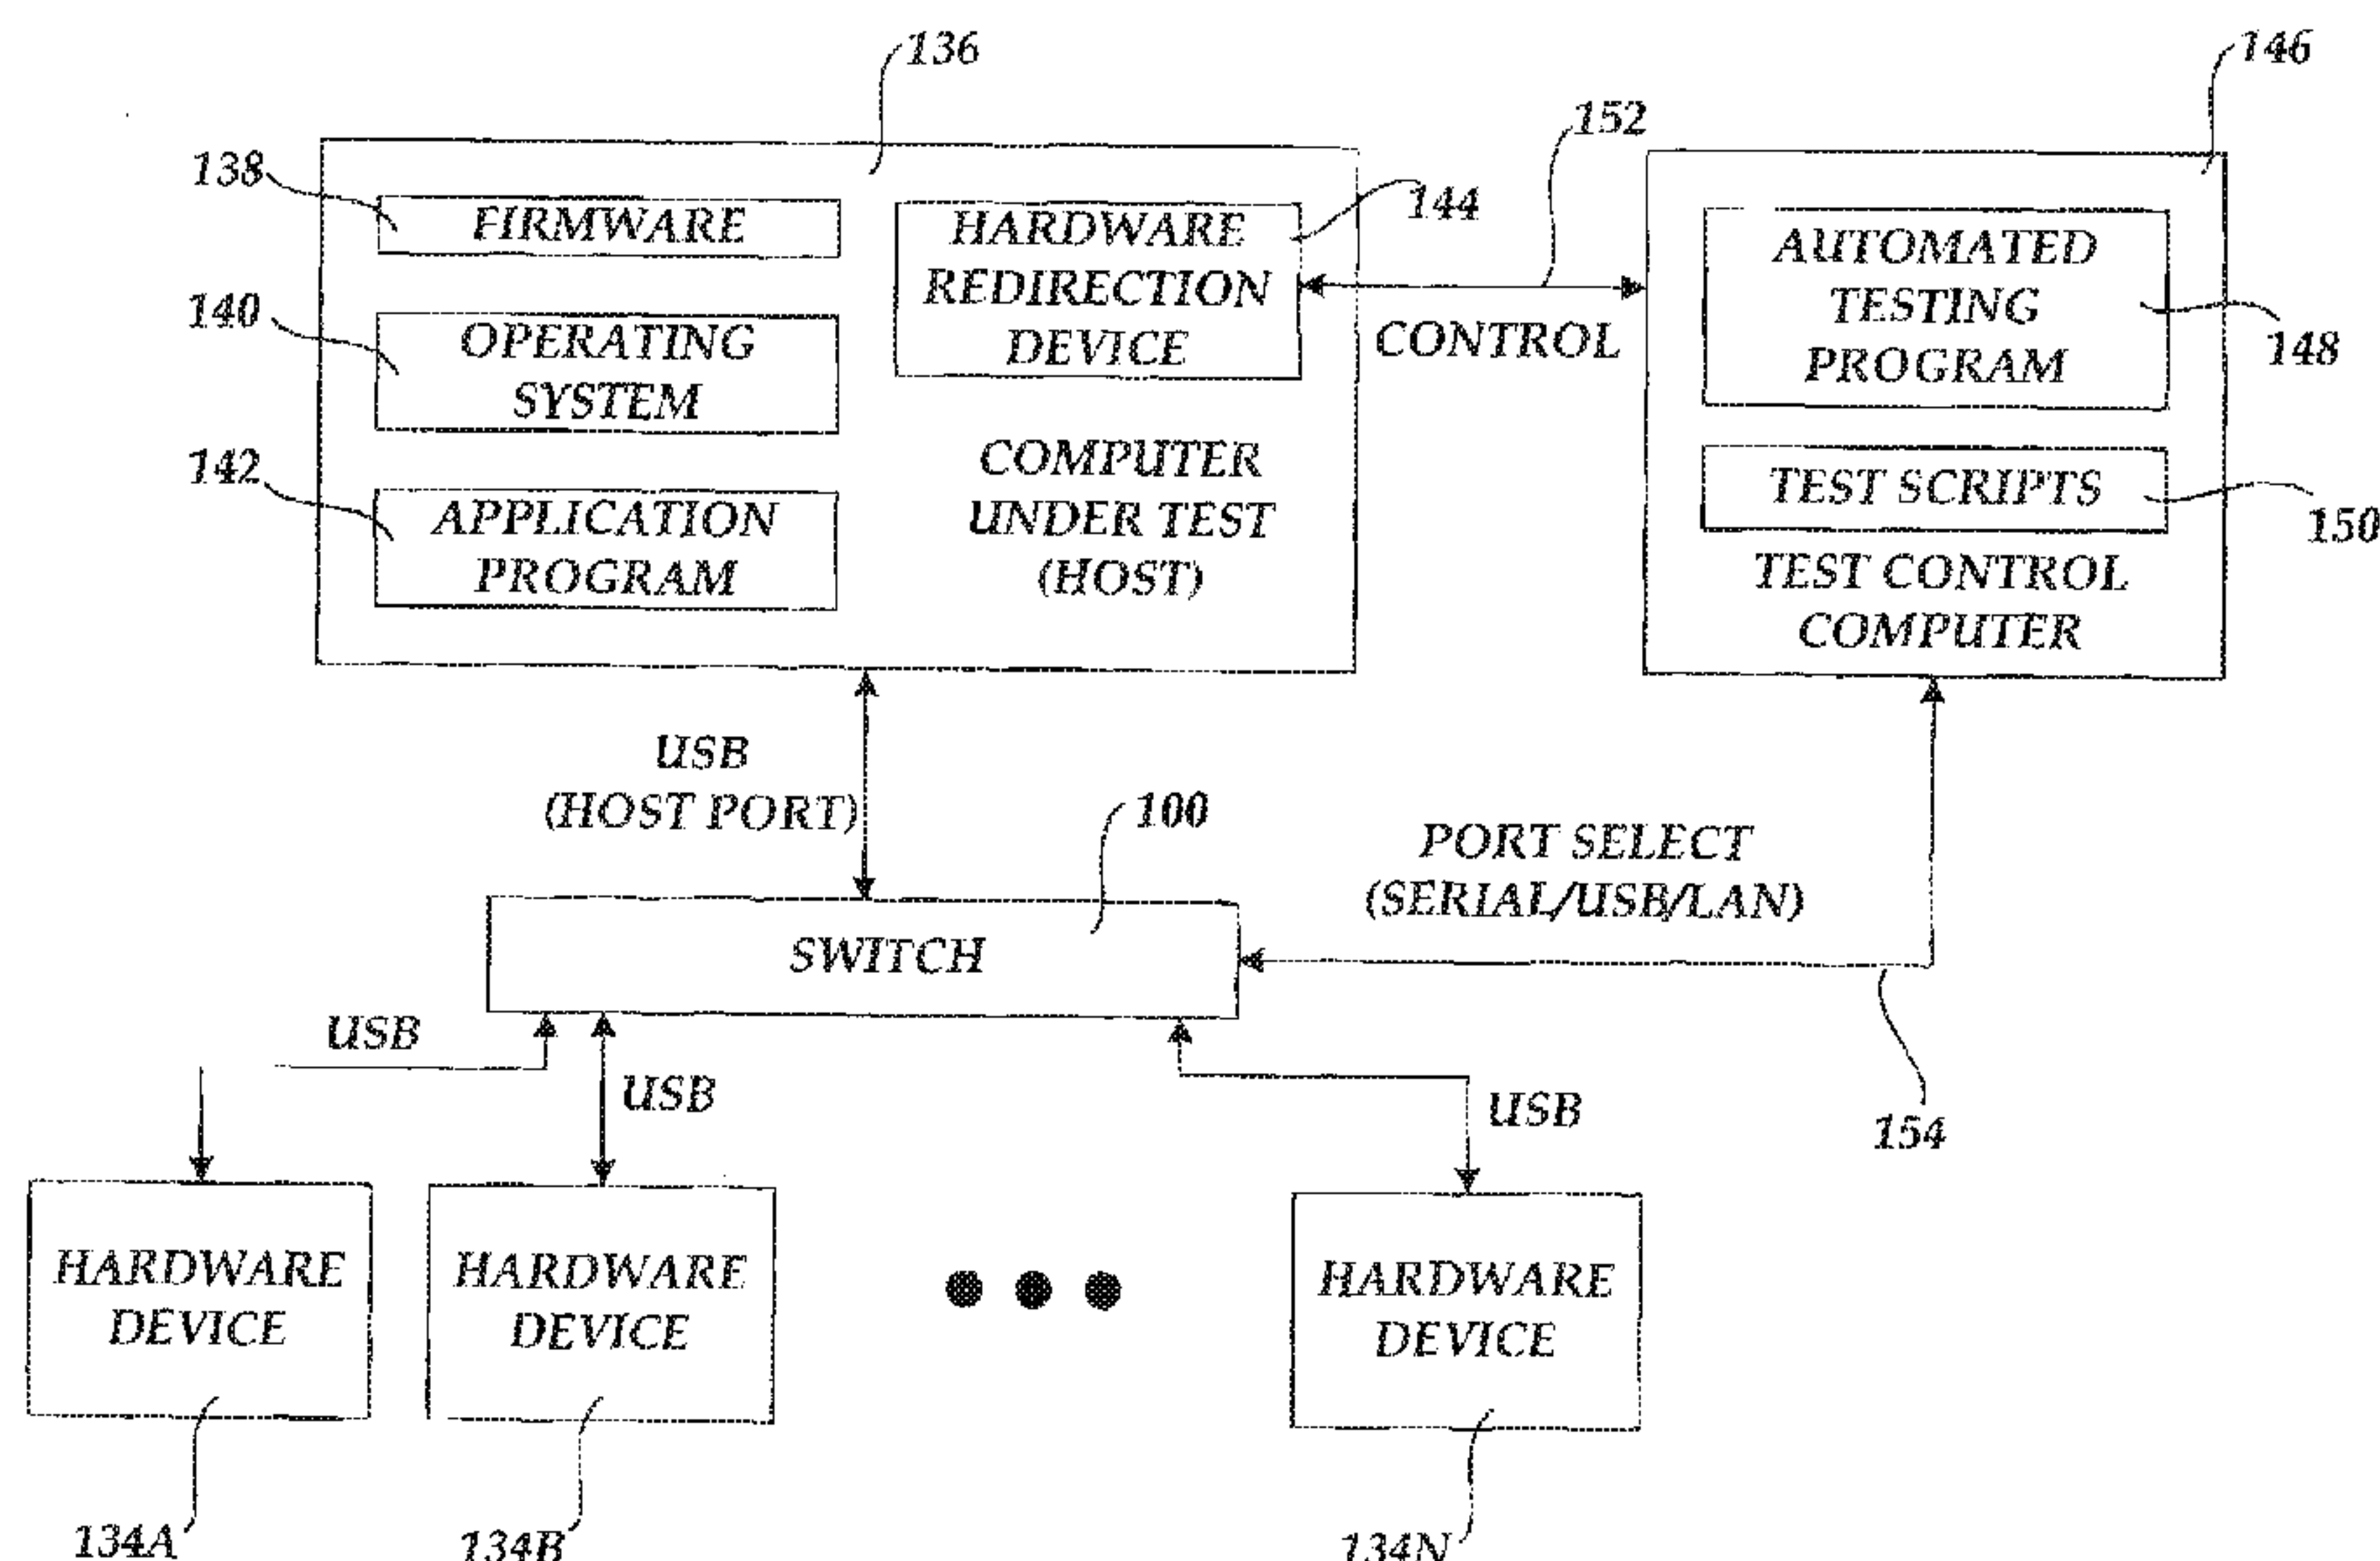 136
146
152
138
FIRMWARE
144
HARDWARE
REDIRECTION
DEVICE
AUTOMATED
TESTING
PROGRAM
148
140
OPERATING
SYSTEM
CONTROL
142
APPLICATION
PROGRAM
COMPUTER
UNDER TEST
(HOST)
TEST SCRIPTS
150
TEST CONTROL
COMPUTER
USB
(HOST PORT)
100
PORT SELECT
(SERIAL/USB/LAN)
SWITCH
USB
USB
USB
154
HARDWARE
DEVICE
HARDWARE
DEVICE
HARDWARE
DEVICE
134A
134B
134N